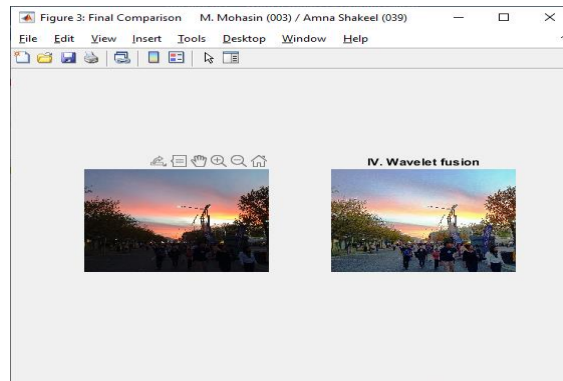 Figure 3: Final Comparison M. Mohasin (003) / Amna Shakeel (039)
File Edit View Insert Tools Desktop Window Help
IV. Wavelet fusion